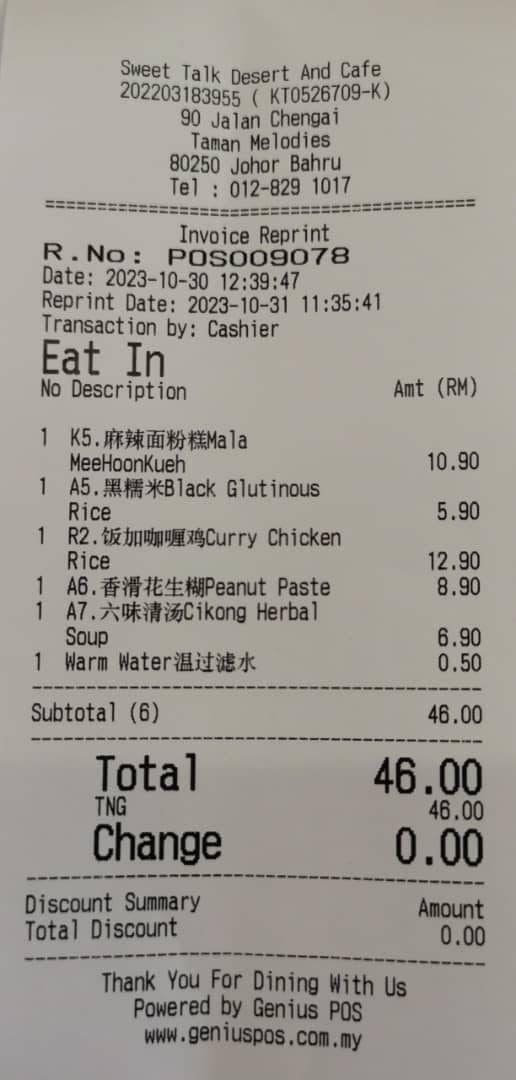 Sweet Talk Desert And Cafe
202203183955 ( KT0526709-K)
90 Jalan Chengai
Taman Melodies
80250 Johor Bahru
Tel : 012-829 1017
================================================
Invoice Reprint
R.No: POS009078
Date: 2023-10-30 12:39:47
Reprint Date: 2023-10-31 11:35:41
Transaction by: Cashier
Eat In
No Description Amt (RM)
1 K5.麻辣面粉糕Mala
MeeHoonKueh 10.90
1 A5.黑糯米Black Glutinous
Rice 5.90
1 R2.饭加咖喱鸡Curry Chicken
Rice 12.90
1 A6.香滑花生糊Peanut Paste 8.90
1 A7.六味清汤Cikong Herbal
Soup 6.90
1 Warm Water温过滤水 0.50
------------------------------------------------
Subtotal (6) 46.00
------------------------------------------------
Total 46.00
TNG 46.00
Change 0.00
------------------------------------------------
Discount Summary Amount
Total Discount 0.00
------------------------------------------------
Thank You For Dining With Us
Powered by Genius POS
www.geniuspos.com.my